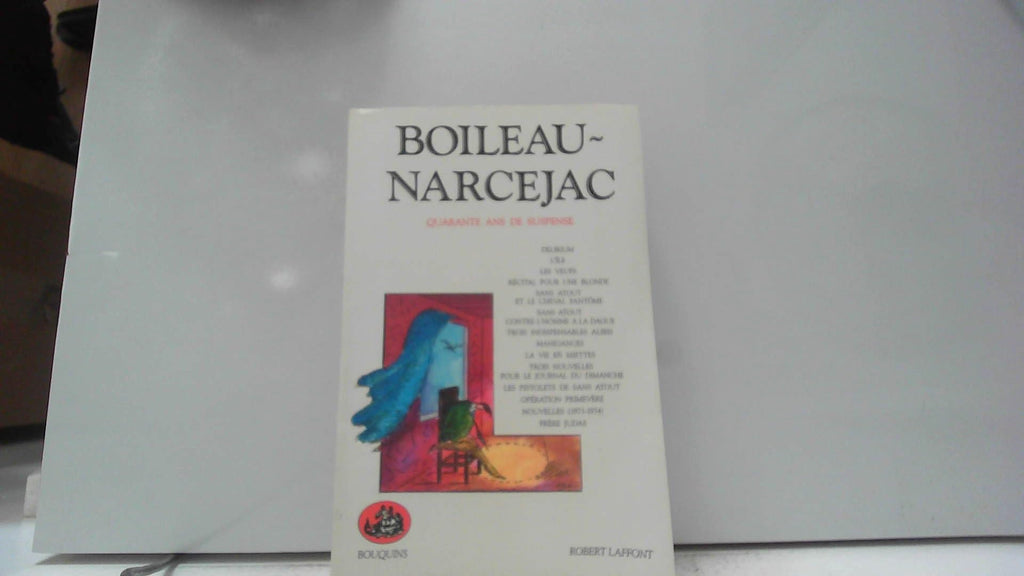 BOILEAU~
NARCEJAC
QUARANTE ANS DE SUSPENSE
DELIRIUM
L'ÎLE
LES VEUFS
RÉCITAL POUR UNE BLONDE
SANS ATOUT
ET LE CHEVAL FANTÔME
SANS ATOUT
CONTRE L'HOMME A LA DAGUE
TROIS INDISPENSABLES ALIBIS
MANIGANCES
LA VIE EN MIETTES
TROIS NOUVELLES
POUR LE JOURNAL DU DIMANCHE
LES PISTOLETS DE SANS ATOUT
OPÉRATION PRIMEVÈRE
NOUVELLES (1973-1974)
FRÈRE JUDAS
BOUQUINS
ROBERT LAFFONT